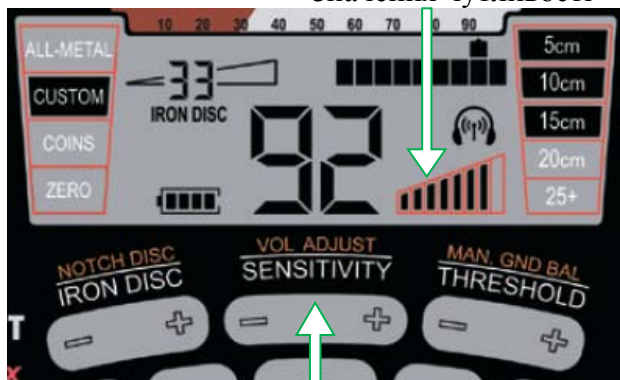 10 20 30 40 50 60 70 80 90
ALL-METAL
CUSTOM
COINS
ZERO
33
IRON DISC
92
5cm
10cm
15cm
20cm
25+
NOTCH DISC
IRON DISC
VOL ADJUST
SENSITIVITY
MAN. GND BAL
THRESHOLD
- +
- +
- +
T